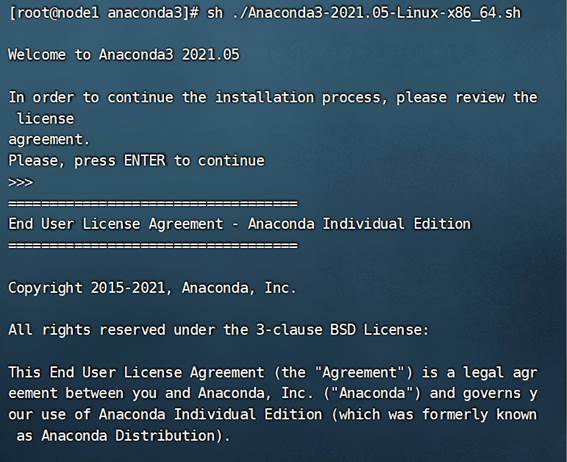 [root@node1 anaconda3]# sh ./Anaconda3-2021.05-Linux-x86_64.sh
Welcome to Anaconda3 2021.05
In order to continue the installation process, please review the
 license
agreement.
Please, press ENTER to continue
>>>
===================================
End User License Agreement - Anaconda Individual Edition
===================================
Copyright 2015-2021, Anaconda, Inc.
All rights reserved under the 3-clause BSD License:
This End User License Agreement (the "Agreement") is a legal agr
eement between you and Anaconda, Inc. ("Anaconda") and governs y
our use of Anaconda Individual Edition (which was formerly known
 as Anaconda Distribution).